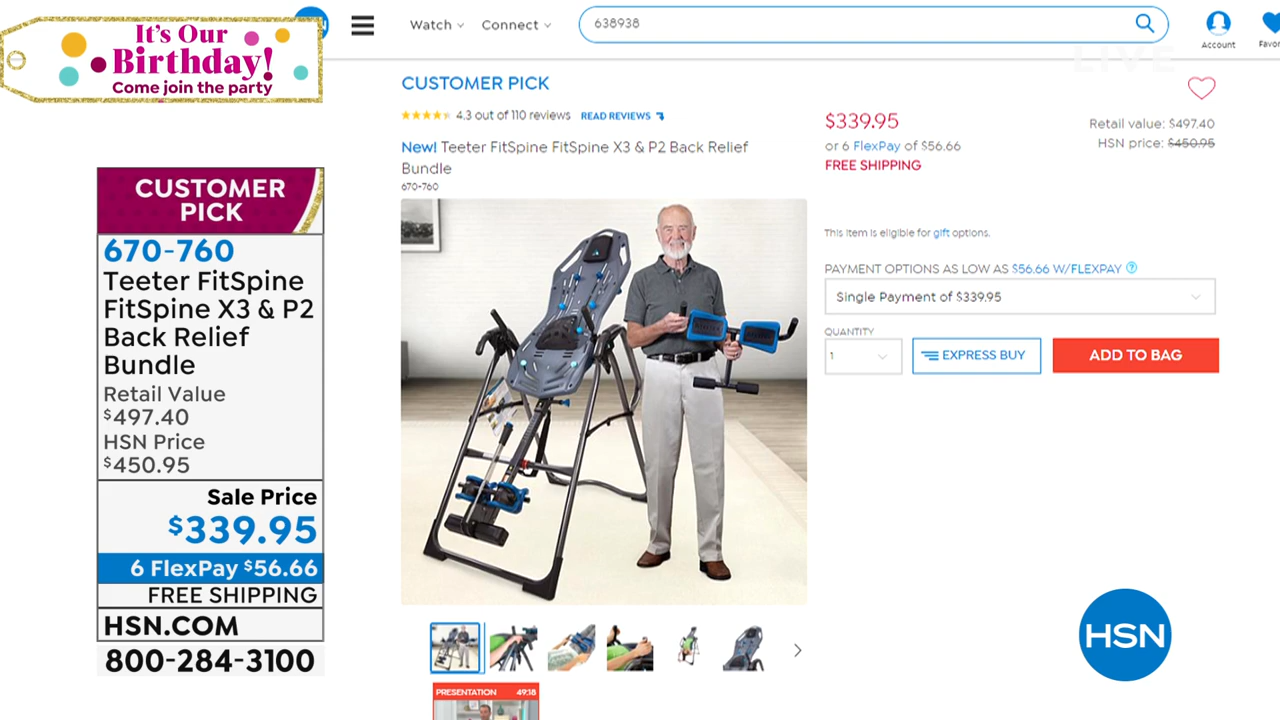 It's Our
Birthday!
Come join the party
Watch
Connect
638938
Account
LIVE
CUSTOMER PICK
4.3 out of 110 reviews READ REVIEWS
New! Teeter FitSpine FitSpine X3 & P2 Back Relief
Bundle
670-760
$339.95
or 6 FlexPay of $56.66
FREE SHIPPING
Retail value: $497.40
HSN price: $450.95
This item is eligible for gift options.
PAYMENT OPTIONS AS LOW AS $56.66 W/FLEXPAY
Single Payment of $339.95
QUANTITY
1
EXPRESS BUY
ADD TO BAG
CUSTOMER
PICK
670-760
Teeter FitSpine
FitSpine X3 & P2
Back Relief
Bundle
Retail Value
$497.40
HSN Price
$450.95
Sale Price
$339.95
6 FlexPay $56.66
FREE SHIPPING
HSN.COM
800-284-3100
PRESENTATION 49:18
HSN